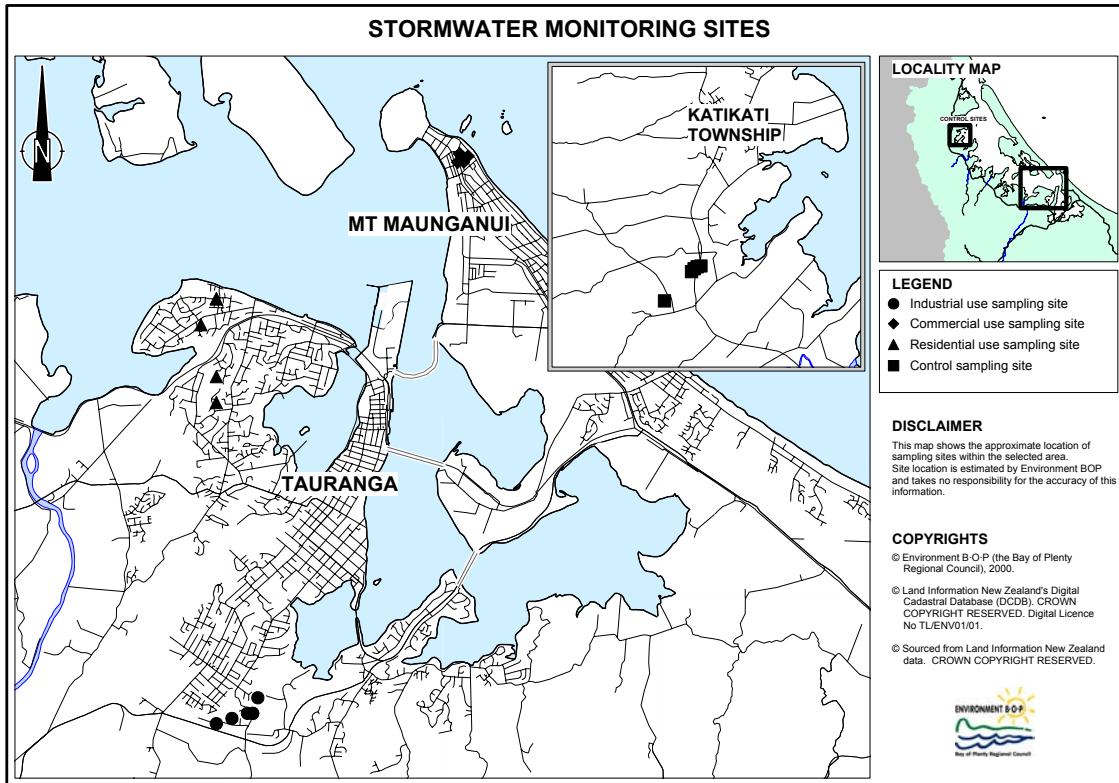 STORMWATER MONITORING SITES
N
MT MAUNGANUI
TAURANGA
KATIKATI
TOWNSHIP
LOCALITY MAP
CONTROL SITES
LEGEND
Industrial use sampling site
Commercial use sampling site
Residential use sampling site
Control sampling site
DISCLAIMER
This map shows the approximate location of
sampling sites within the selected area.
Site location is estimated by Environment BOP
and takes no responsibility for the accuracy of this
information.
COPYRIGHTS
© Environment B·O·P (the Bay of Plenty
Regional Council), 2000.
© Land Information New Zealand's Digital
Cadastral Database (DCDB). CROWN
COPYRIGHT RESERVED. Digital Licence
No TL/ENV01/01.
© Sourced from Land Information New Zealand
data. CROWN COPYRIGHT RESERVED.
ENVIRONMENT B·O·P
Bay of Plenty Regional Council